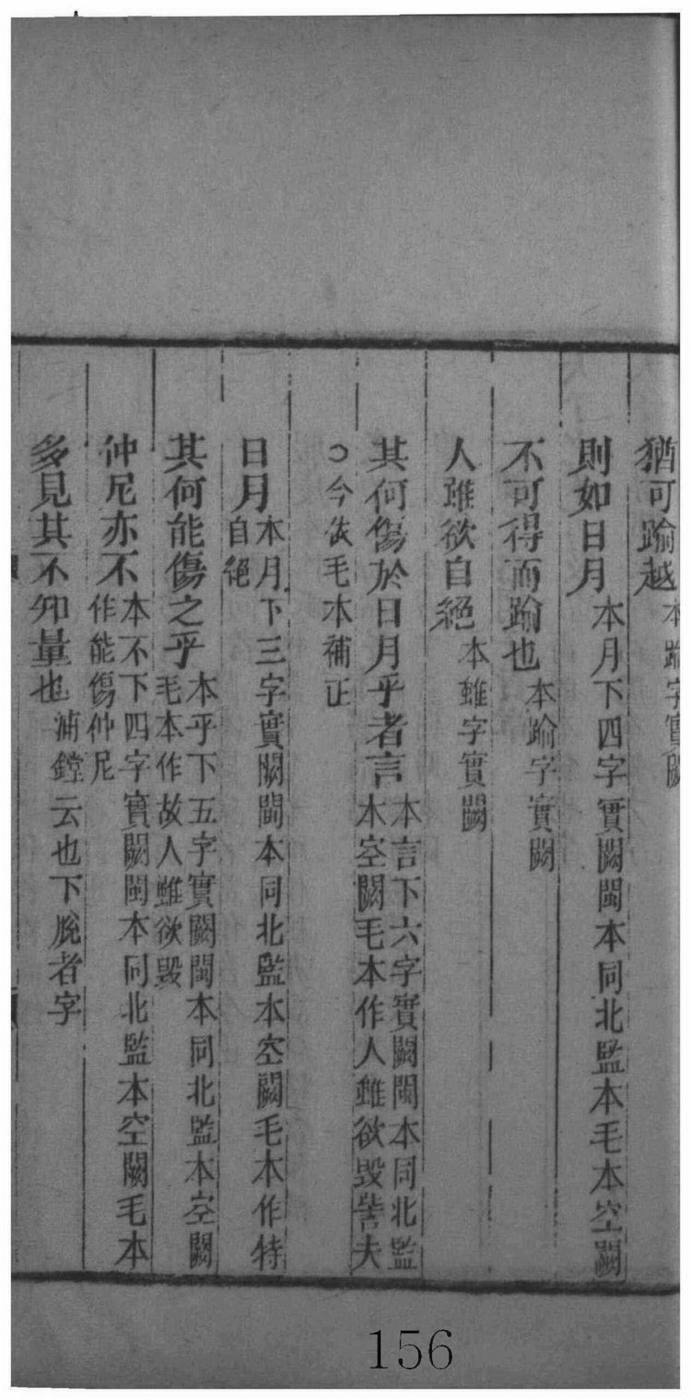 猶可踰越本踰字實闕
則如日月本月下四字實闕閩本同北監本毛本空闕
不可得而踰也本踰字實闕
人雖欲自絕本雖字實闕
其何傷於日月乎者言本言下六字實闕閩本同北監
本空闕毛本作人雖欲毀訾夫
○今依毛本補正
日月本月下三字實闕閩本同北監本空闕毛本作特
自絕
其何能傷之乎本乎下五字實闕閩本同北監本空闕
毛本作故人雖欲毀
仲尼亦不本不下四字實闕閩本同北監本空闕毛本
作能傷仲尼
多見其不知量也浦鏜云也下脫者字
156